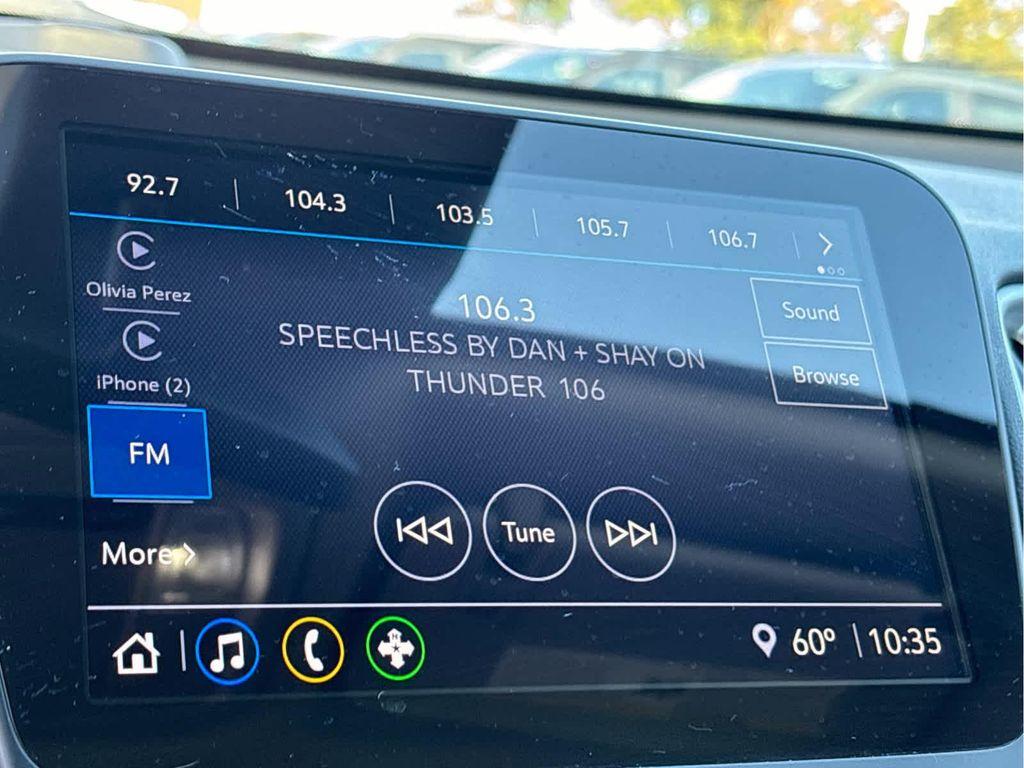 92.7 | 104.3 | 103.5 | 105.7 | 106.7
Olivia Perez
106.3
Sound
SPEECHLESS BY DAN + SHAY ON
THUNDER 106
Browse
iPhone (2)
FM
Tune
More
60° | 10:35